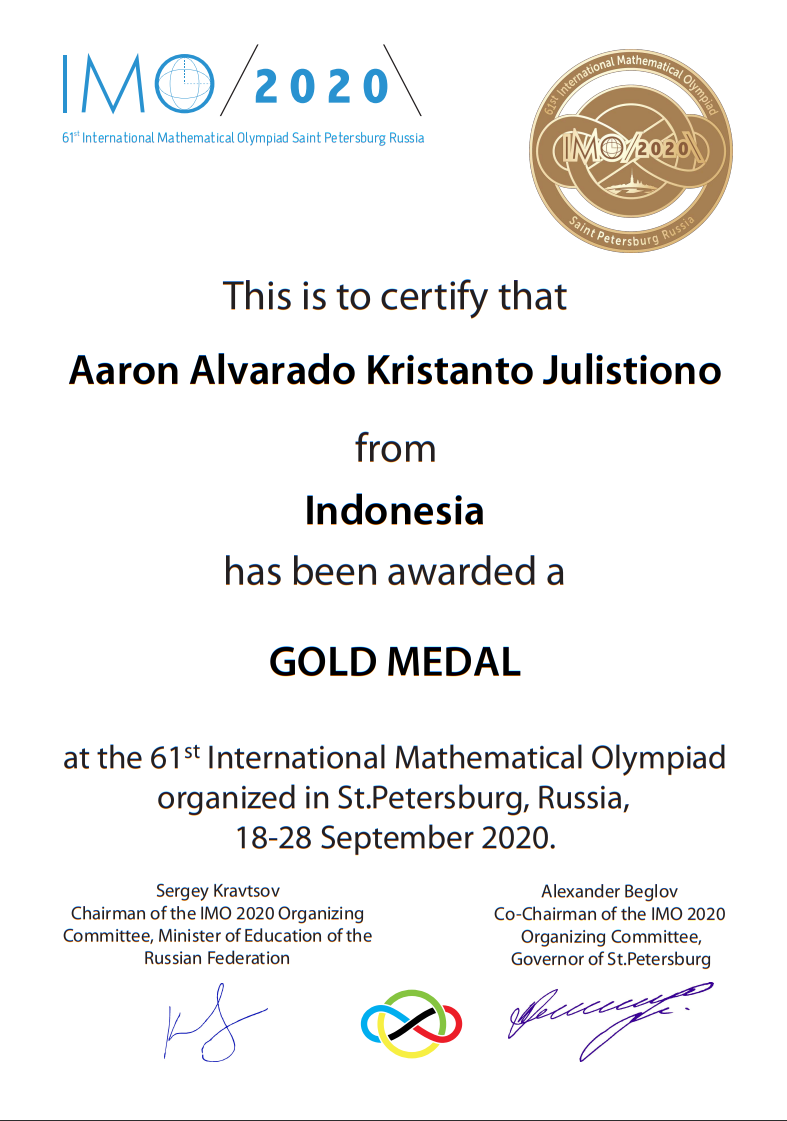 IMO/2020\
61st International Mathematical Olympiad Saint Petersburg Russia
61st International Mathematical Olympiad
IMO/2020\
Saint Petersburg Russia
This is to certify that
Aaron Alvarado Kristanto Julistiono
from
Indonesia
has been awarded a
GOLD MEDAL
at the 61st International Mathematical Olympiad
organized in St.Petersburg, Russia,
18-28 September 2020.
Sergey Kravtsov
Chairman of the IMO 2020 Organizing
Committee, Minister of Education of the
Russian Federation
Alexander Beglov
Co-Chairman of the IMO 2020
Organizing Committee,
Governor of St.Petersburg